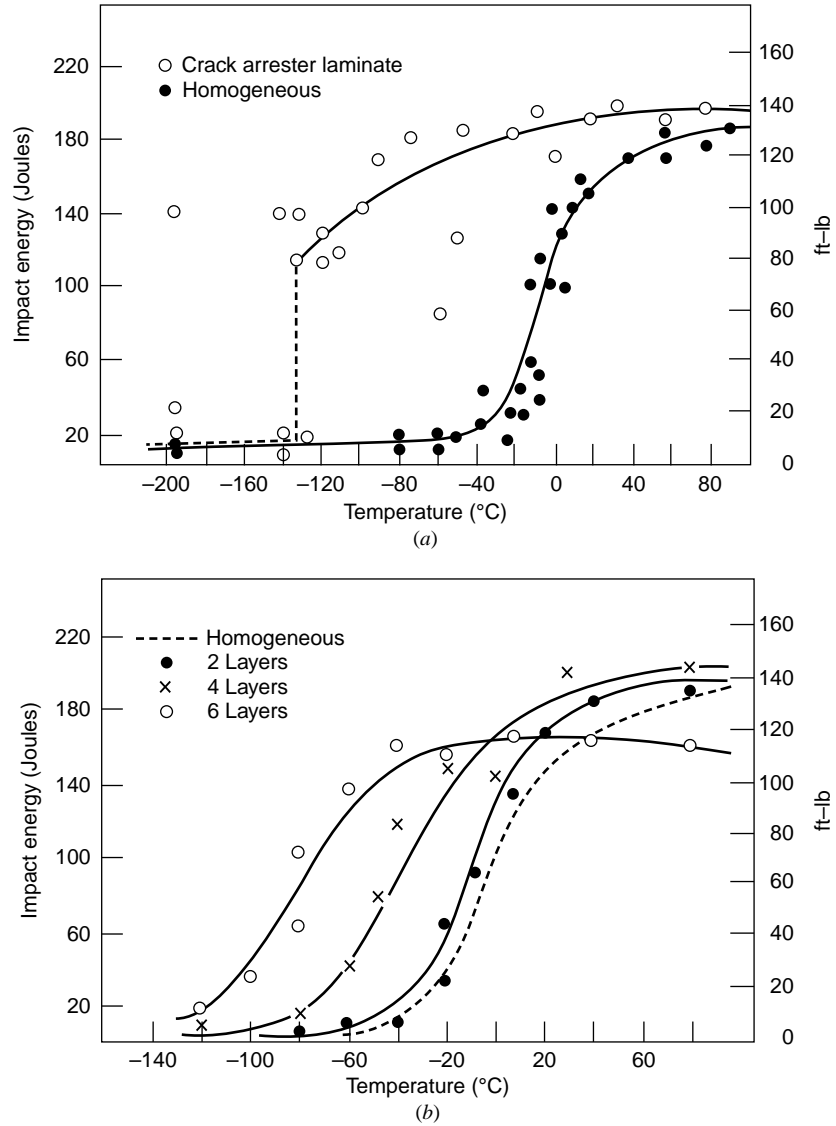 Crack arrester laminate
Homogeneous
Impact energy (Joules)
220
180
140
100
60
20
160
140
120
100
80
60
40
20
0
ft–lb
–200 –160 –120 –80 –40 0 40 80
Temperature (°C)
(a)
Homogeneous
2 Layers
4 Layers
6 Layers
Impact energy (Joules)
220
180
140
100
60
20
160
140
120
100
80
60
40
20
0
ft–lb
–140 –100 –60 –20 20 60
Temperature (°C)
(b)